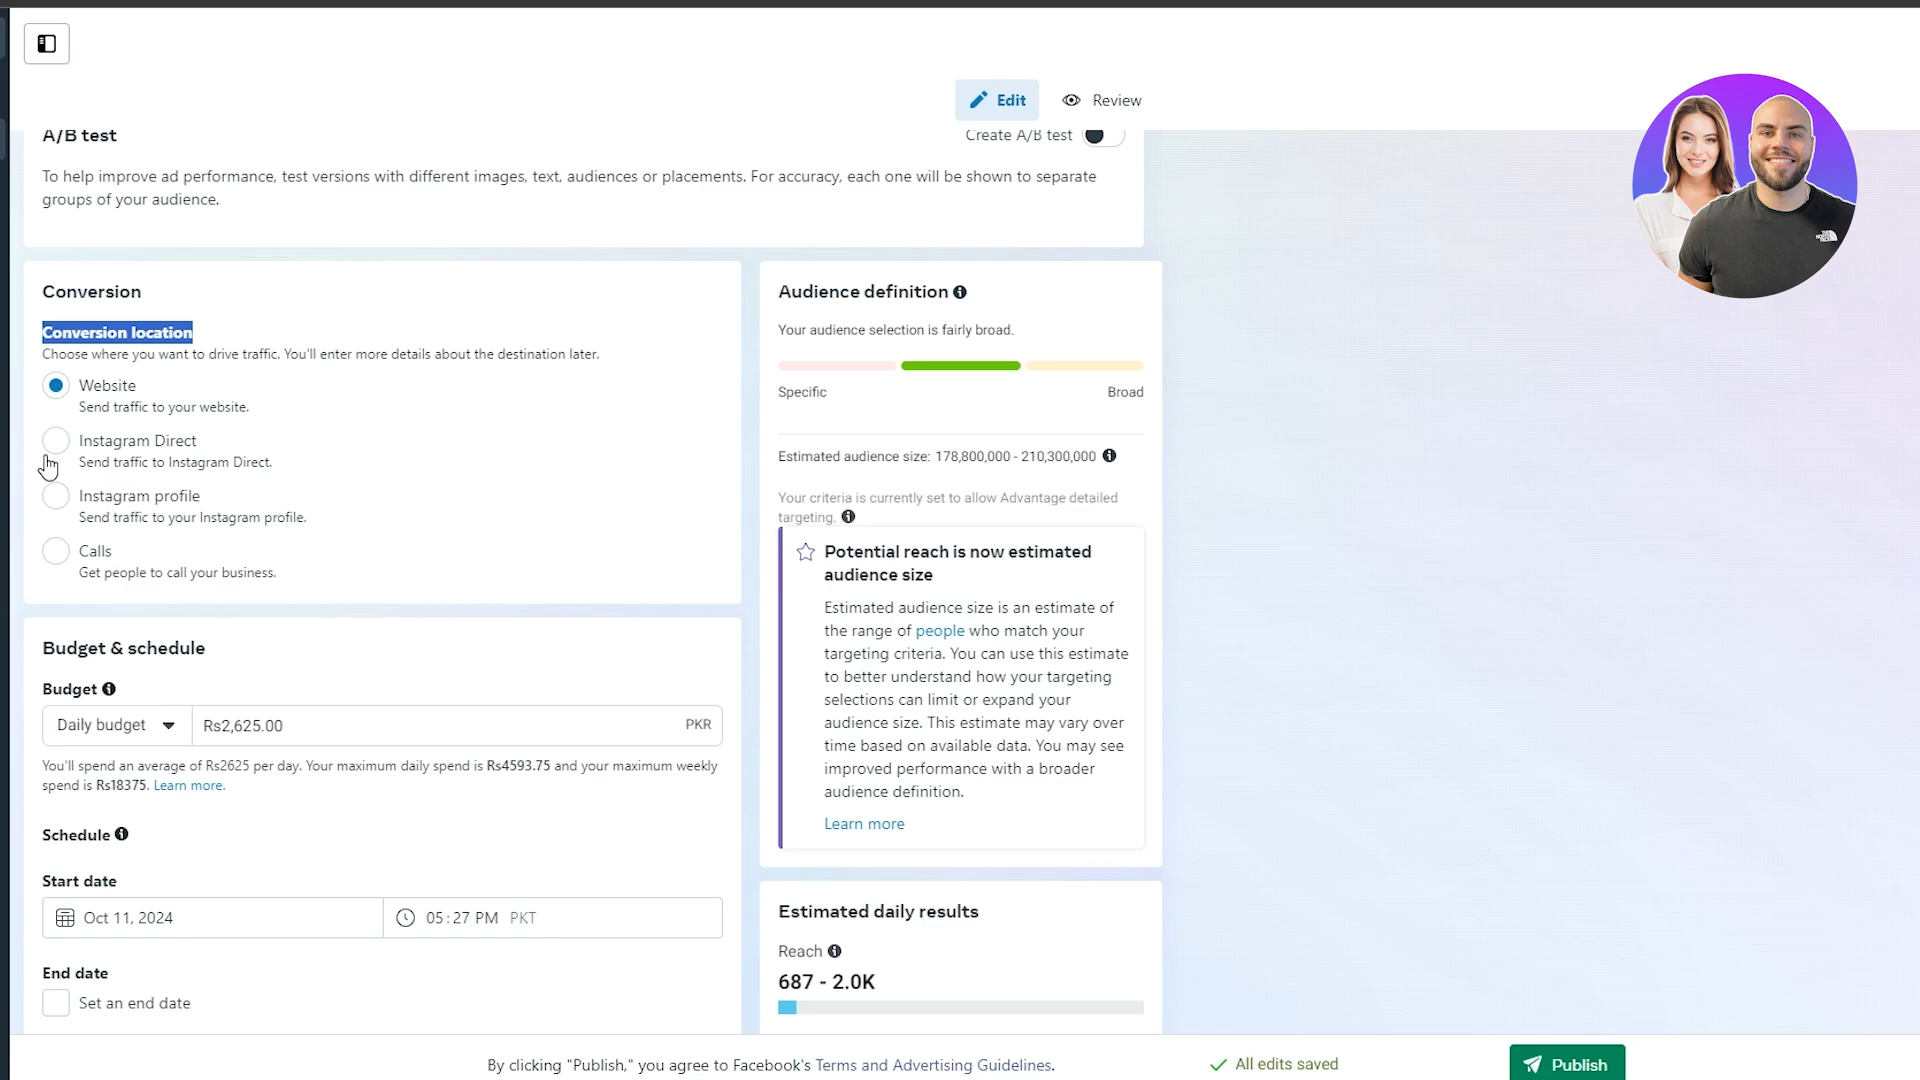 Edit
Review
A/B test
Create A/B test
To help improve ad performance, test versions with different images, text, audiences or placements. For accuracy, each one will be shown to separate
groups of your audience.
Conversion
Conversion location
Choose where you want to drive traffic. You'll enter more details about the destination later.
Website
Send traffic to your website.
Instagram Direct
Send traffic to Instagram Direct.
Instagram profile
Send traffic to your Instagram profile.
Calls
Get people to call your business.
Budget & schedule
Budget
Daily budget
Rs2,625.00
PKR
You'll spend an average of Rs2625 per day. Your maximum daily spend is Rs4593.75 and your maximum weekly
spend is Rs18375. Learn more.
Schedule
Start date
Oct 11, 2024
05:27 PM PKT
End date
Set an end date
Audience definition
Your audience selection is fairly broad.
Specific
Broad
Estimated audience size: 178,800,000 - 210,300,000
Your criteria is currently set to allow Advantage detailed
targeting.
Potential reach is now estimated
audience size
Estimated audience size is an estimate of
the range of people who match your
targeting criteria. You can use this estimate
to better understand how your targeting
selections can limit or expand your
audience size. This estimate may vary over
time based on available data. You may see
improved performance with a broader
audience definition.
Learn more
Estimated daily results
Reach
687 - 2.0K
By clicking "Publish," you agree to Facebook's Terms and Advertising Guidelines.
All edits saved
Publish